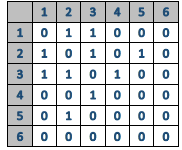 1 2 3 4 5 6
1 0 1 1 0 0 0
2 1 0 1 0 1 0
3 1 1 0 1 0 0
4 0 0 1 0 0 0
5 0 1 0 0 0 0
6 0 0 0 0 0 0